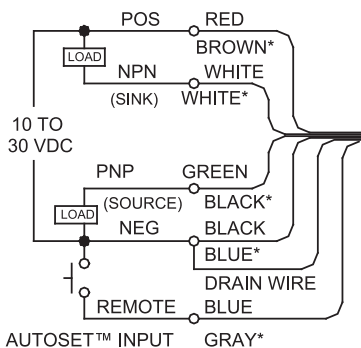 POS RED
LOAD
BROWN*
NPN WHITE
(SINK) WHITE*
10 TO
30 VDC
PNP GREEN
LOAD
(SOURCE) BLACK*
NEG BLACK
BLUE*
DRAIN WIRE
REMOTE BLUE
AUTOSET™ INPUT GRAY*